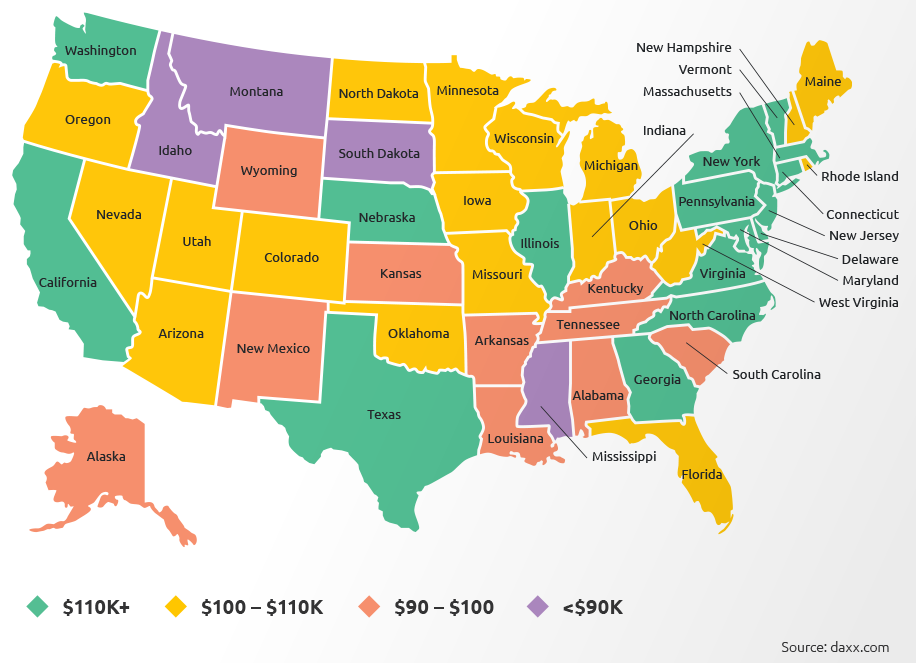 New Hampshire
Washington
Vermont
Maine
Montana
North Dakota
Minnesota
Massachusetts
Oregon
Indiana
Wisconsin
Idaho
South Dakota
Michigan
New York
Wyoming
Rhode Island
Nebraska
Iowa
Pennsylvania
Nevada
Connecticut
Ohio
New Jersey
Utah
Illinois
Colorado
Delaware
Kansas
Missouri
Virginia
Maryland
California
Kentucky
West Virginia
North Carolina
Tennessee
Arizona
Oklahoma
Arkansas
New Mexico
South Carolina
Georgia
Alabama
Texas
Louisiana
Mississippi
Alaska
Florida
$110K+
$100 – $110K
$90 – $100
<$90K
Source: daxx.com